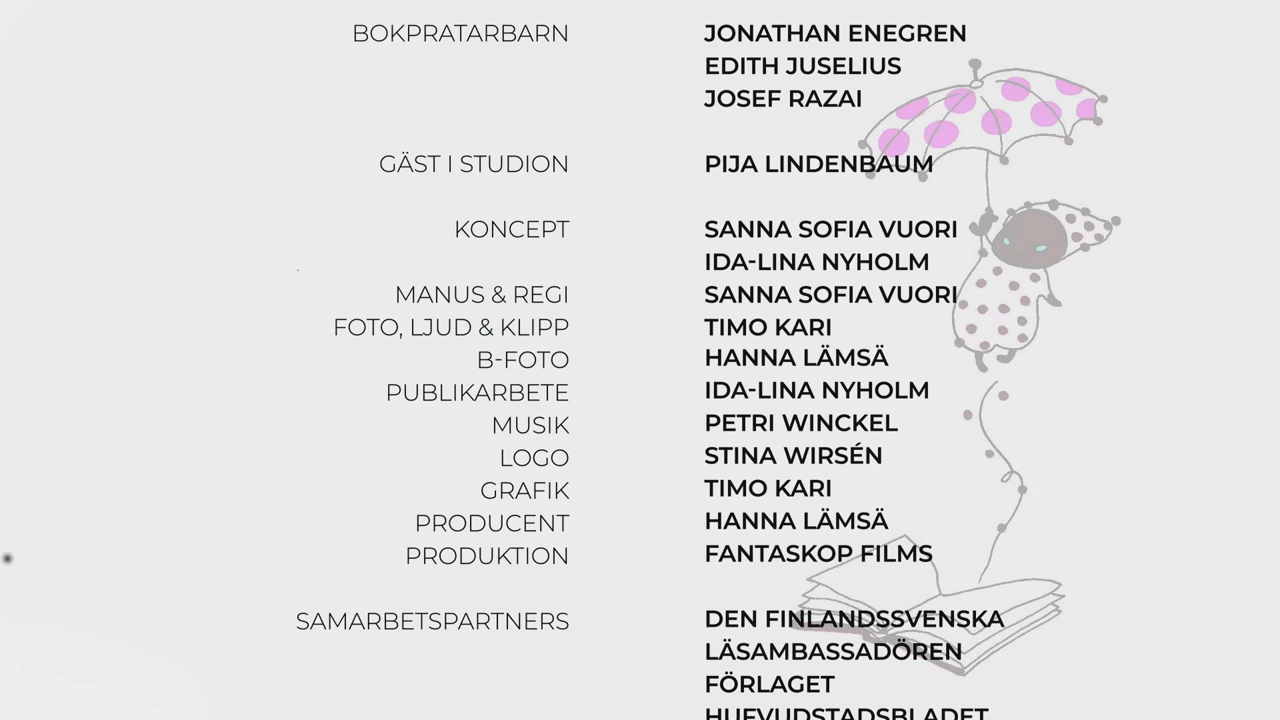 BOKPRATARBARN JONATHAN ENEGREN
EDITH JUSELIUS
JOSEF RAZAI
GÄST I STUDION PIJA LINDENBAUM
KONCEPT SANNA SOFIA VUORI
IDA-LINA NYHOLM
MANUS & REGI SANNA SOFIA VUORI
FOTO, LJUD & KLIPP TIMO KARI
B-FOTO HANNA LÄMSÄ
PUBLIKARBETE IDA-LINA NYHOLM
MUSIK PETRI WINCKEL
LOGO STINA WIRSÉN
GRAFIK TIMO KARI
PRODUCENT HANNA LÄMSÄ
PRODUKTION FANTASKOP FILMS
SAMARBETSPARTNERS DEN FINLANDSSVENSKA
LÄSAMBASSADÖREN
FÖRLAGET
HUFVUDSTADSBLADET